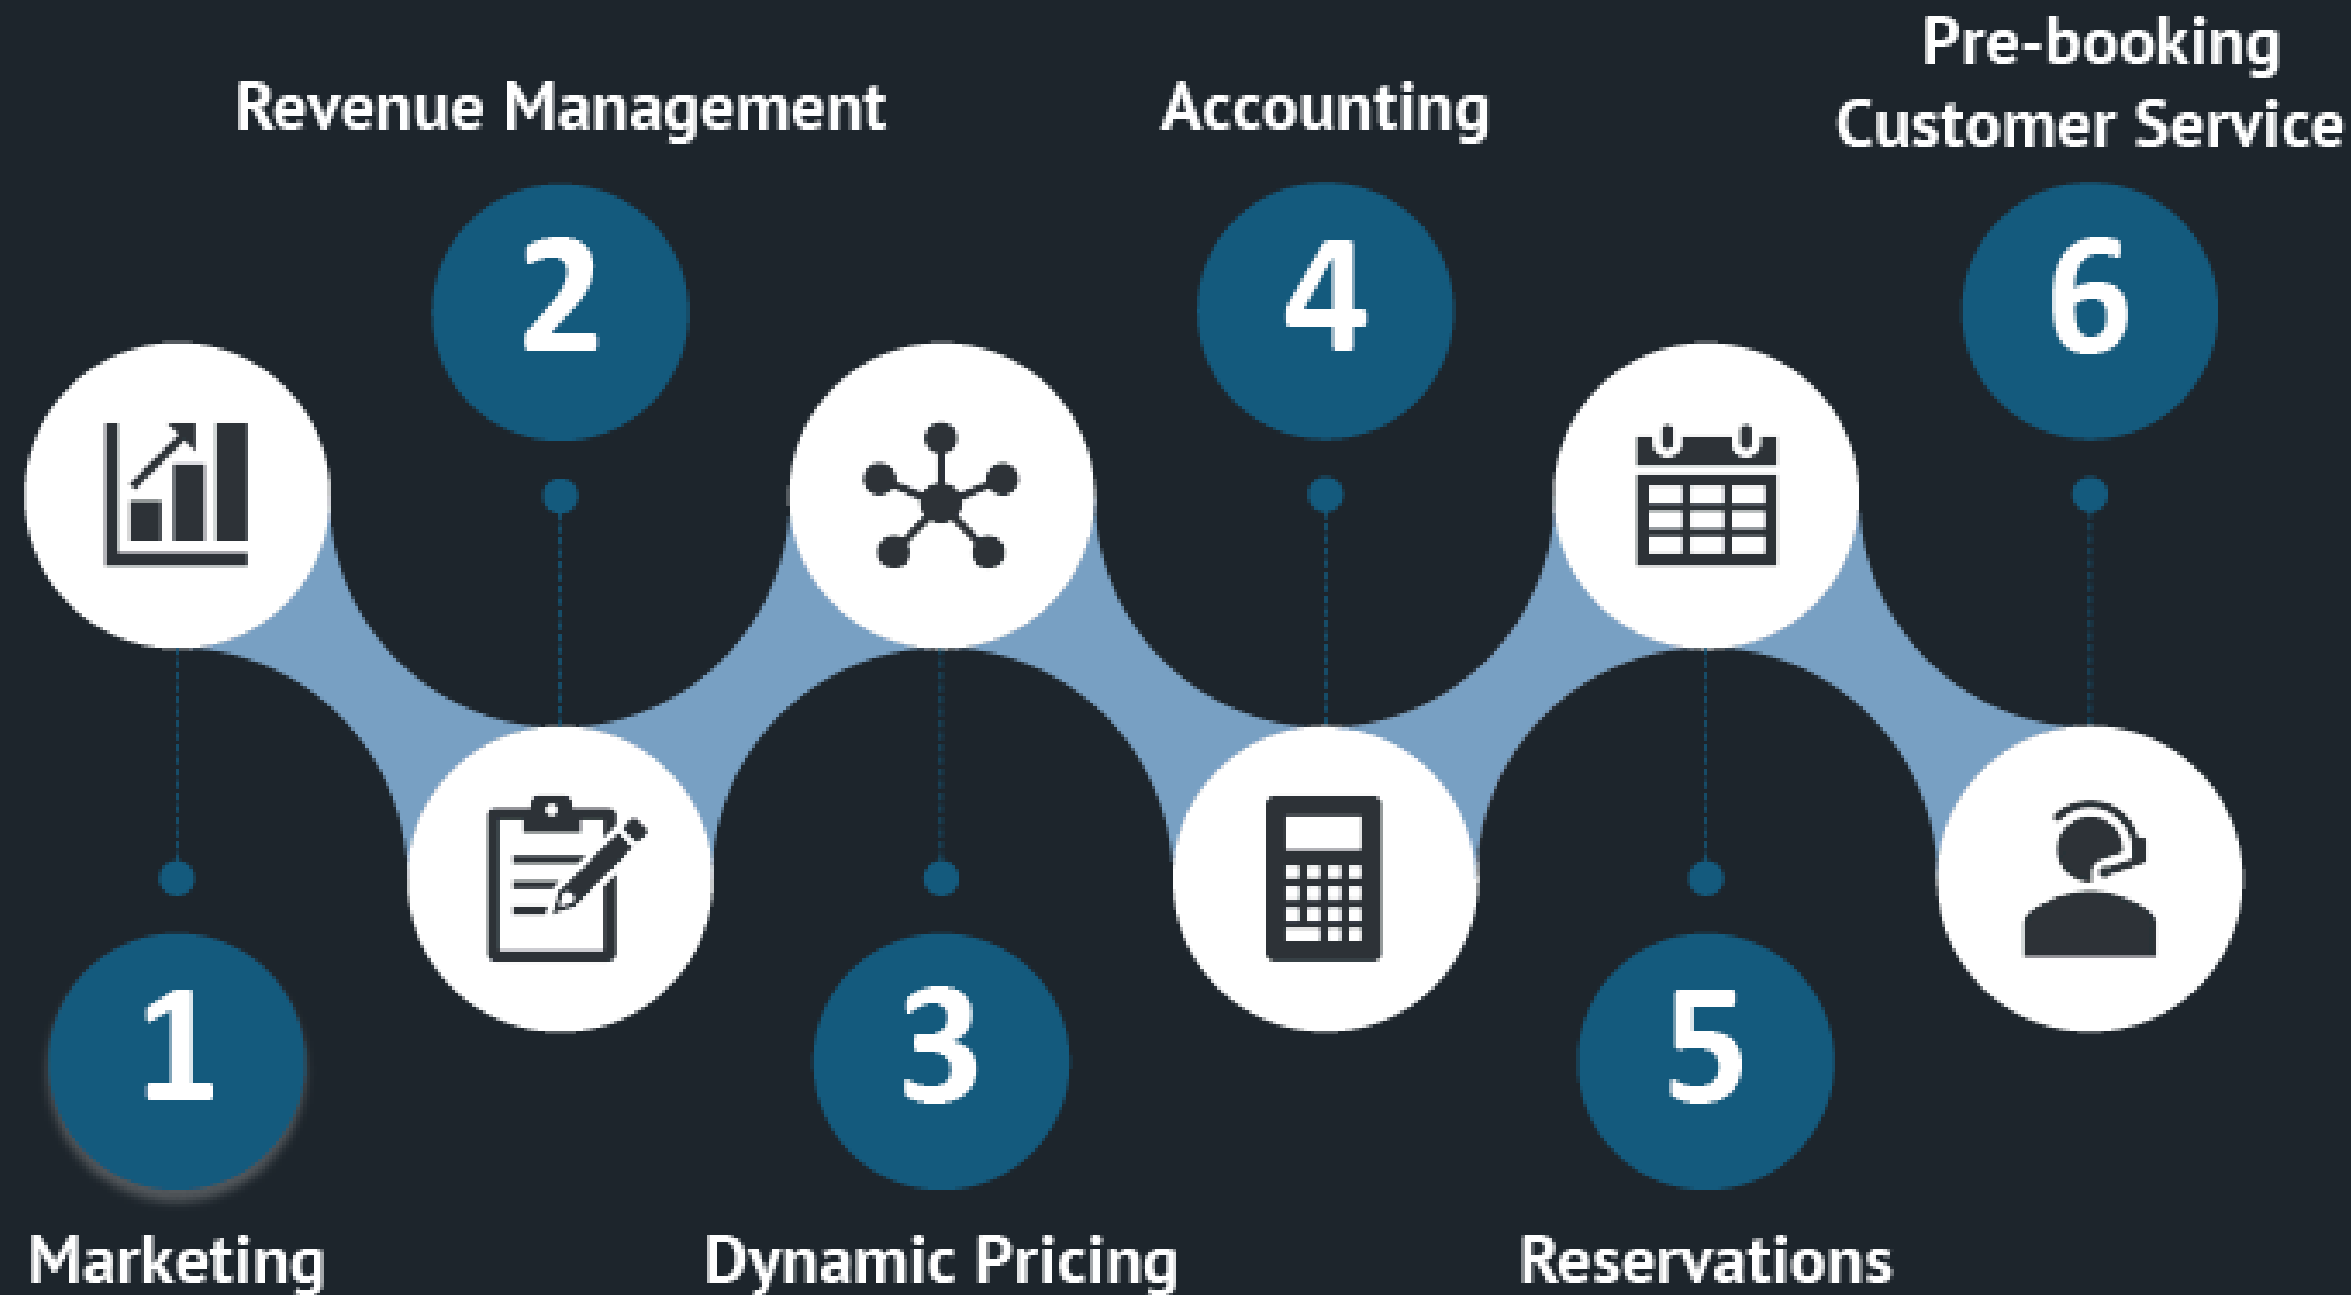 1
Marketing
2
Revenue Management
3
Dynamic Pricing
4
Accounting
5
Reservations
6
Pre-booking
Customer Service